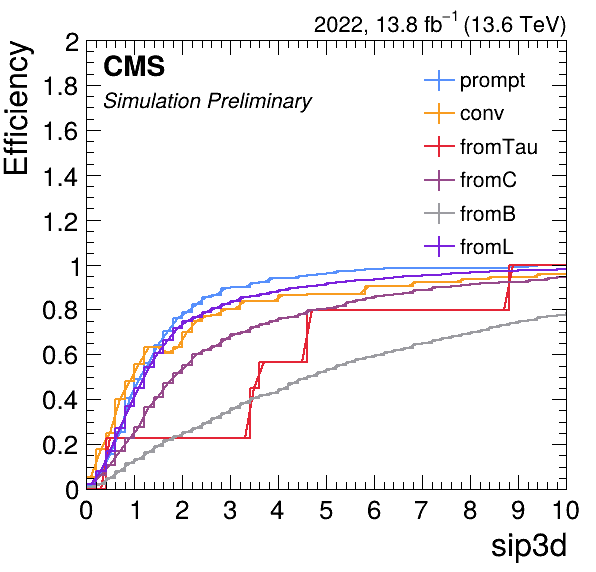 2022, 13.8 fb⁻¹ (13.6 TeV)
Efficiency
CMS
Simulation Preliminary
prompt
conv
fromTau
fromC
fromB
fromL
2
1.8
1.6
1.4
1.2
1
0.8
0.6
0.4
0.2
0
0 1 2 3 4 5 6 7 8 9 10
sip3d